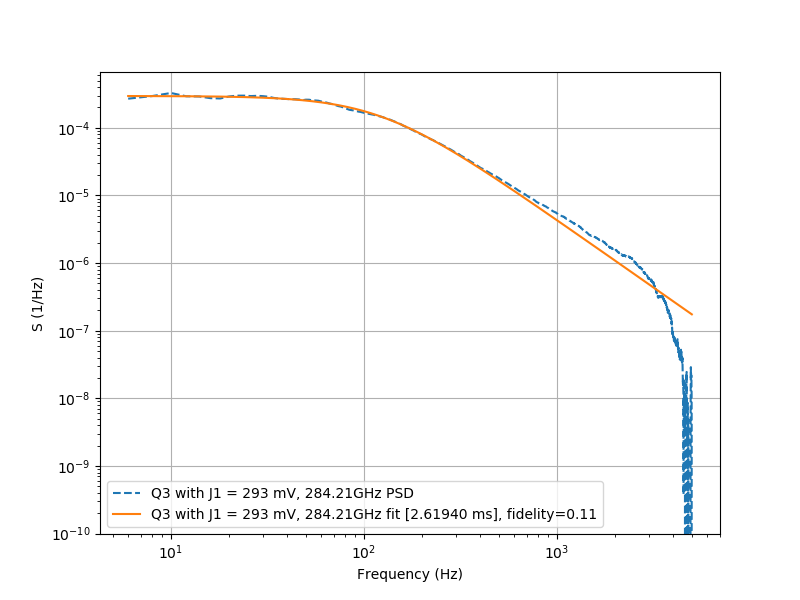 S (1/Hz)
10⁻⁴
10⁻⁵
10⁻⁶
10⁻⁷
10⁻⁸
10⁻⁹
10⁻¹⁰
Q3 with J1 = 293 mV, 284.21GHz PSD
Q3 with J1 = 293 mV, 284.21GHz fit [2.61940 ms], fidelity=0.11
10¹ 10² 10³
Frequency (Hz)